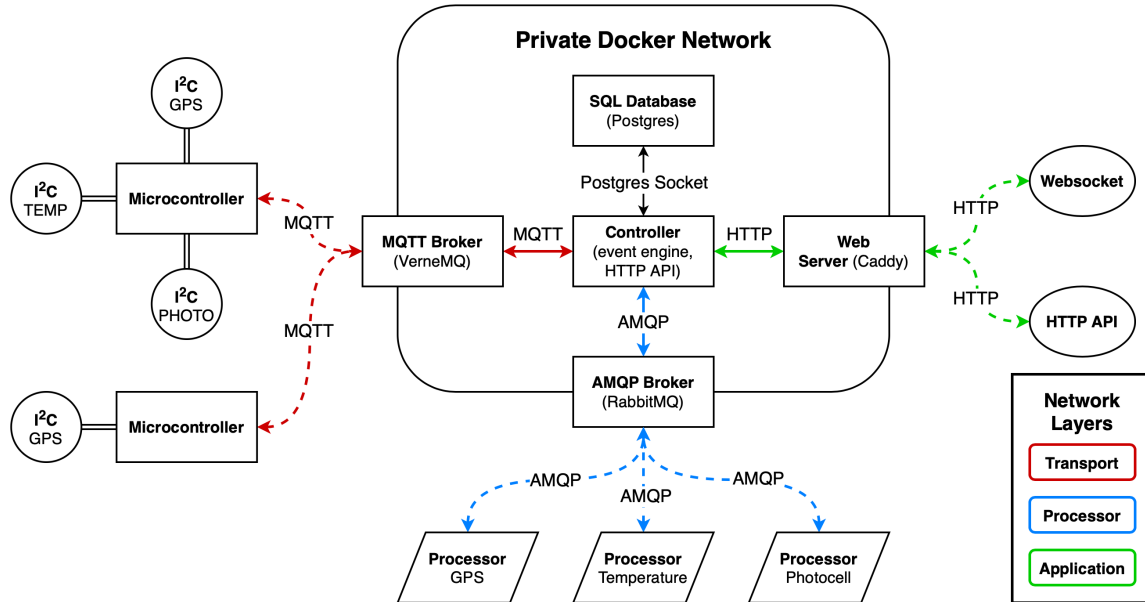 Private Docker Network
SQL Database
(Postgres)
Postgres Socket
I²C
GPS
I²C
TEMP
Microcontroller
I²C
PHOTO
MQTT
MQTT
I²C
GPS
Microcontroller
MQTT Broker
(VerneMQ)
MQTT
Controller
(event engine,
HTTP API)
HTTP
Web
Server (Caddy)
HTTP
HTTP
Websocket
HTTP API
AMQP
AMQP Broker
(RabbitMQ)
AMQP
AMQP
AMQP
Processor
GPS
Processor
Temperature
Processor
Photocell
Network
Layers
Transport
Processor
Application